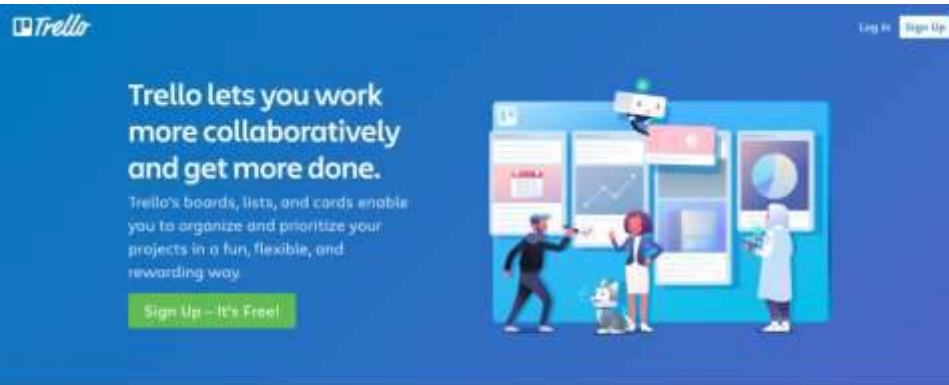 Trello
Log In
Sign Up
Trello lets you work
more collaboratively
and get more done.
Trello's boards, lists, and cards enable
you to organize and prioritize your
projects in a fun, flexible, and
rewarding way.
Sign Up – It's Free!